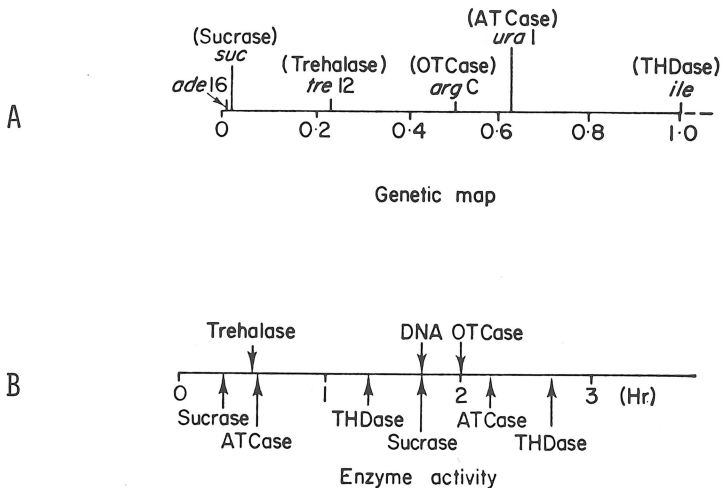 (ATCase)
ura 1
(Sucrase)
suc
(Trehalase)
tre 12
(OTCase)
arg C
(THDase)
ile
ade 16
A
0 0·2 0·4 0·6 0·8 1·0
Genetic map
Trehalase DNA OTCase
B
0 1 2 3 (Hr.)
Sucrase THDase ATCase
ATCase Sucrase THDase
Enzyme activity